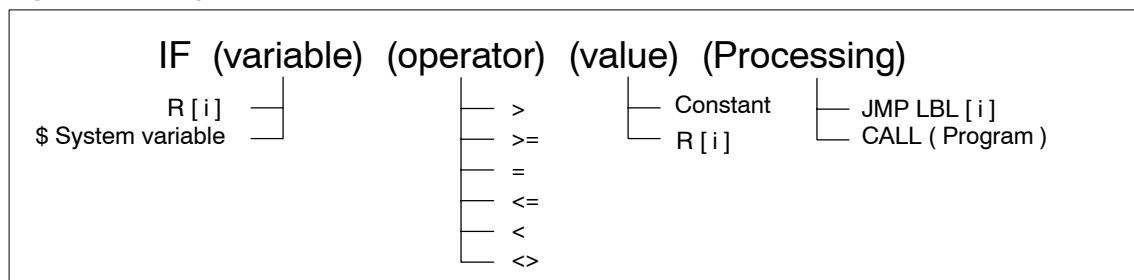 IF (variable) (operator) (value) (Processing)
R [ i ]
$ System variable
>
>=
=
<=
<
<>
Constant
R [ i ]
JMP LBL [ i ]
CALL ( Program )